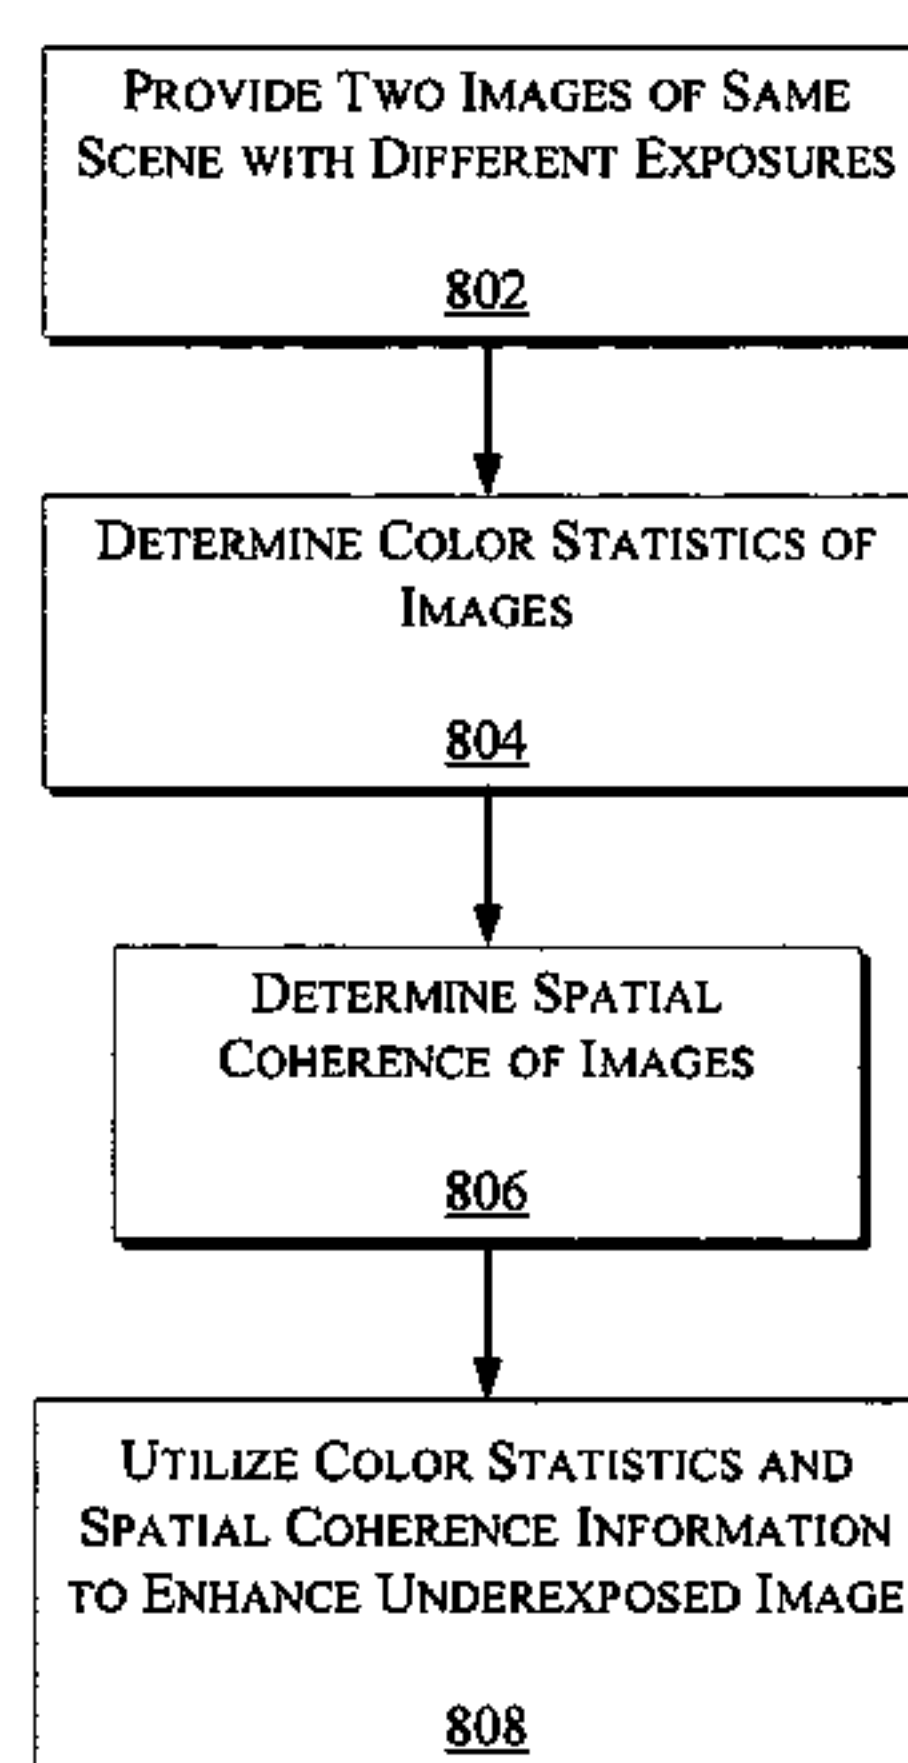 PROVIDE TWO IMAGES OF SAME
SCENE WITH DIFFERENT EXPOSURES
802
DETERMINE COLOR STATISTICS OF
IMAGES
804
DETERMINE SPATIAL
COHERENCE OF IMAGES
806
UTILIZE COLOR STATISTICS AND
SPATIAL COHERENCE INFORMATION
TO ENHANCE UNDEREXPOSED IMAGE
808